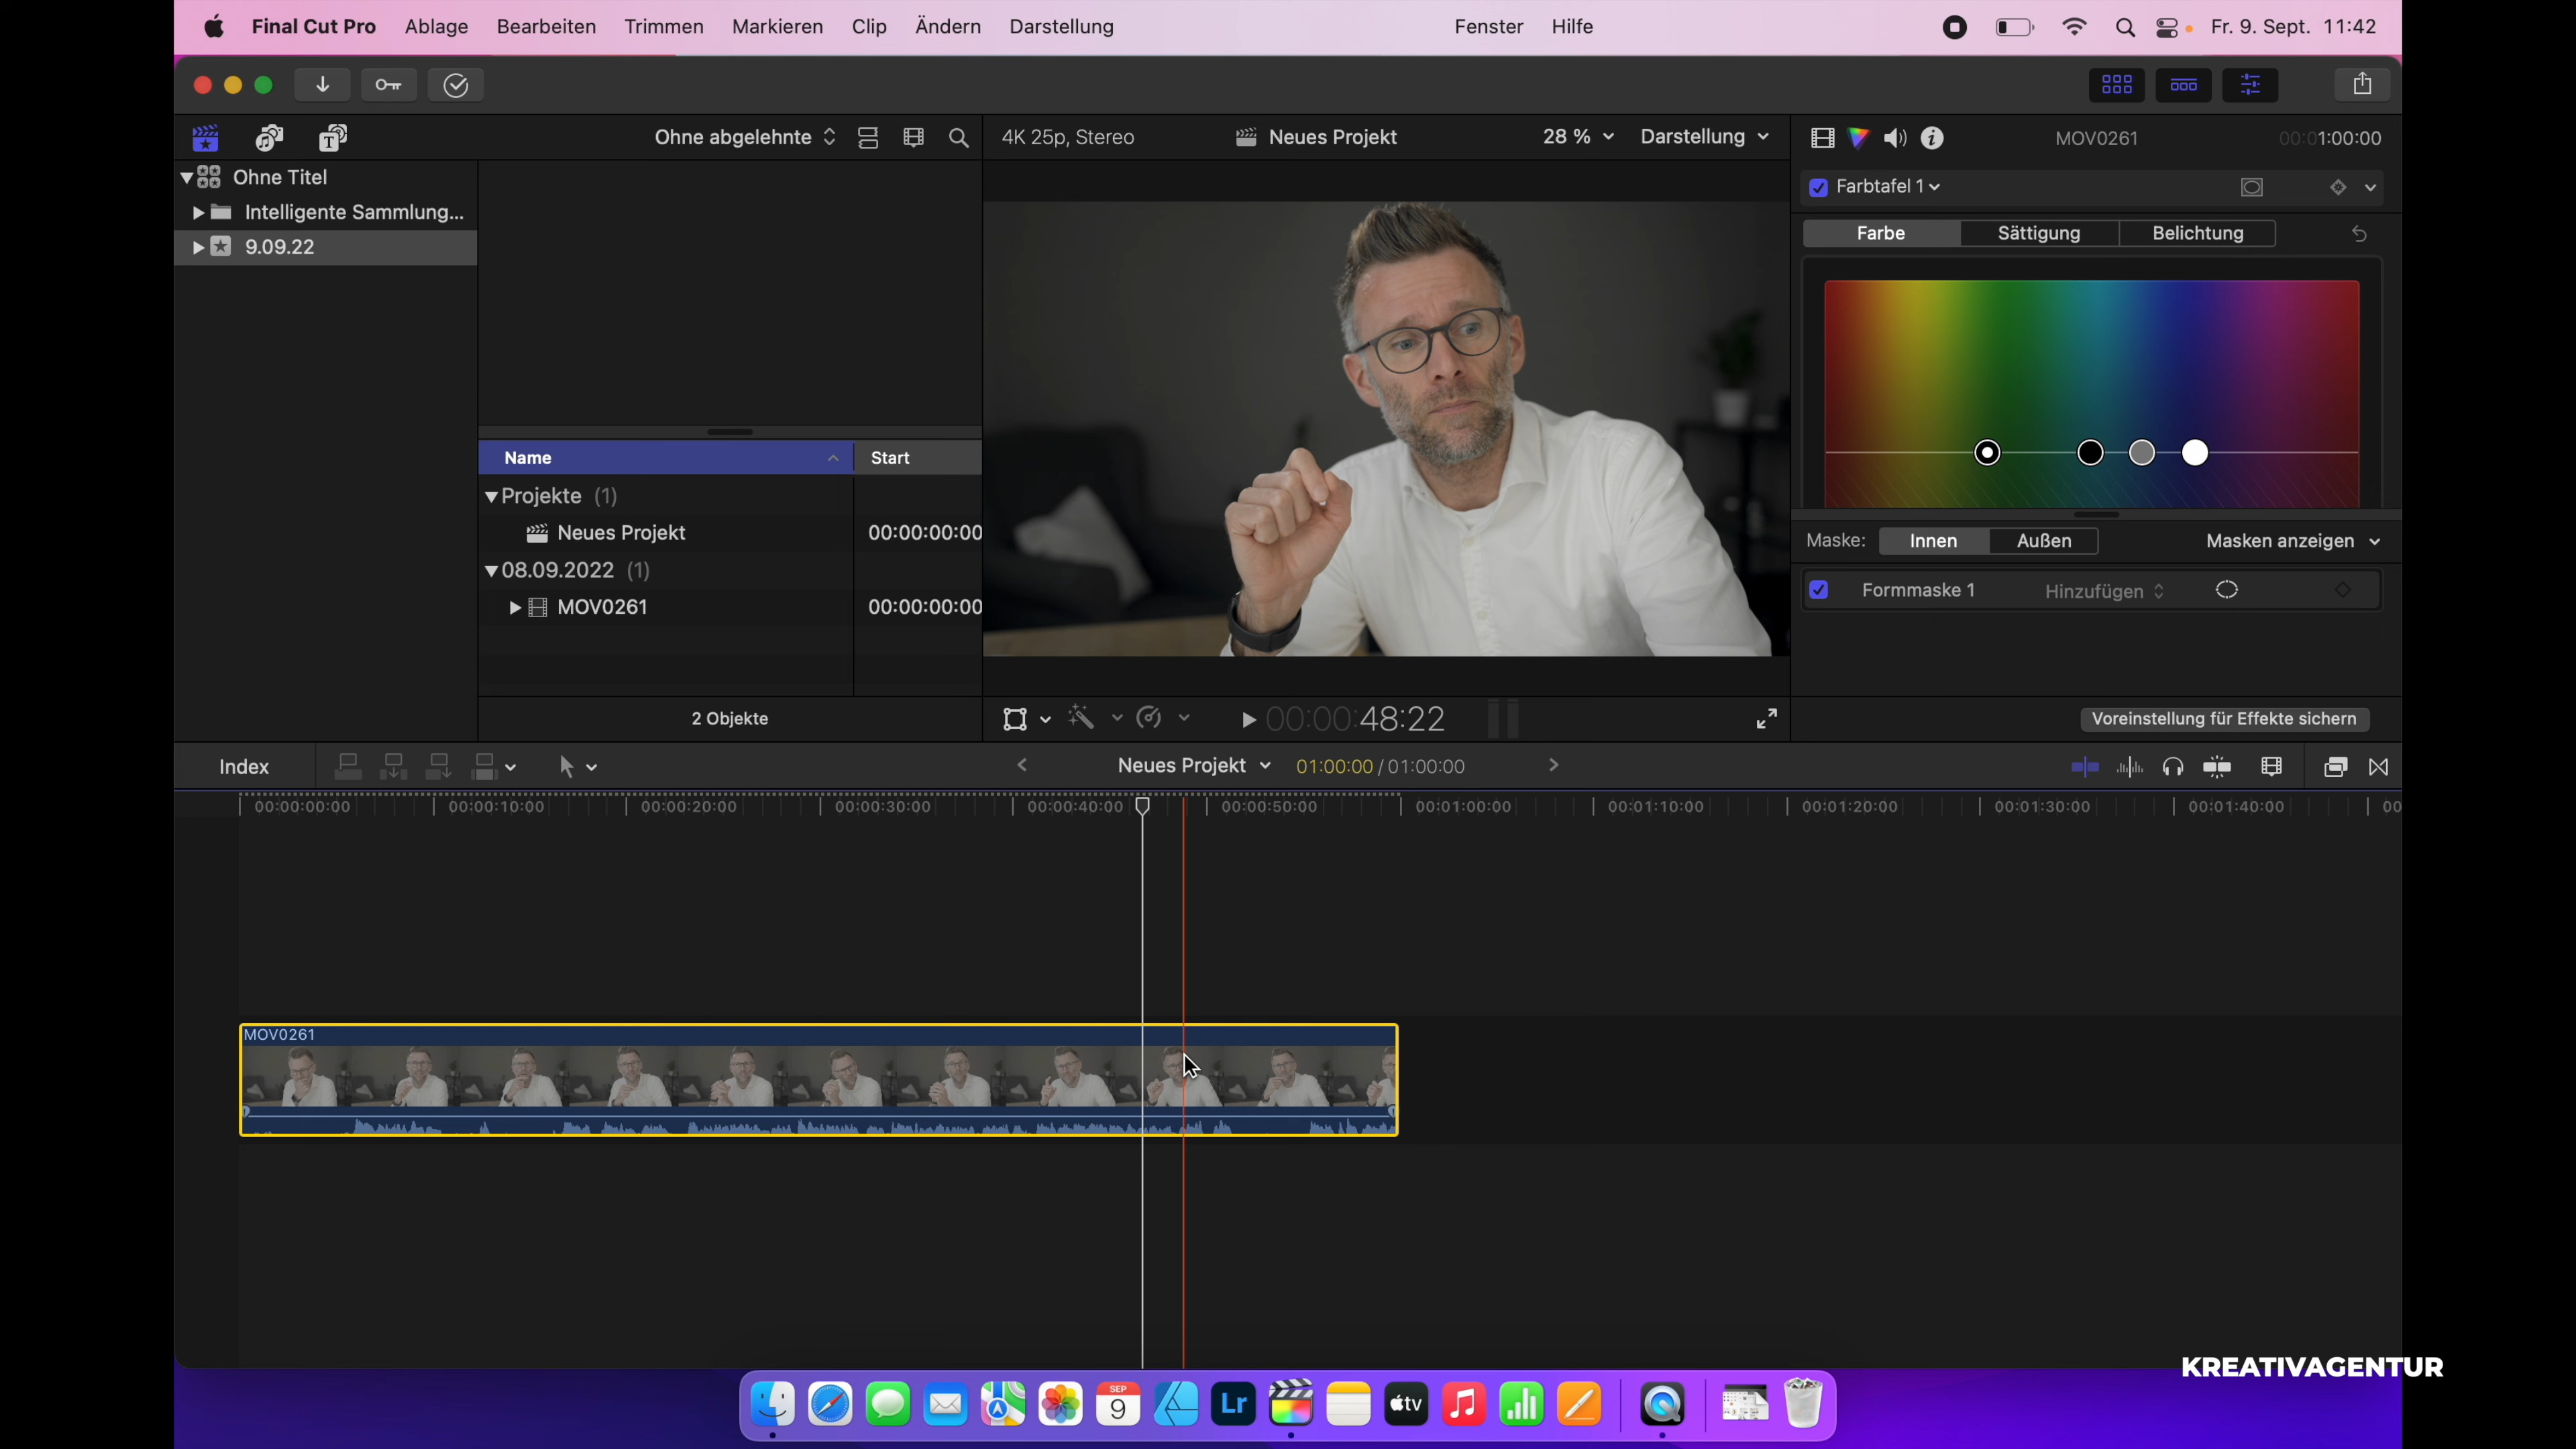 Final Cut Pro Ablage Bearbeiten Trimmen Markieren Clip Ändern Darstellung Fenster Hilfe Fr. 9. Sept. 11:42
Ohne abgelehnte 4K 25p, Stereo Neues Projekt 28 % Darstellung MOV0261 00:01:00:00
Ohne Titel
Intelligente Sammlung...
9.09.22
Name Start
Projekte (1)
Neues Projekt 00:00:00:00
08.09.2022 (1)
MOV0261 00:00:00:00
2 Objekte
00:00:48:22
Farbtafel 1
Farbe Sättigung Belichtung
Maske: Innen Außen Masken anzeigen
Formmaske 1 Hinzufügen
Voreinstellung für Effekte sichern
Index Neues Projekt 01:00:00 / 01:00:00
00:00:00:00 00:00:10:00 00:00:20:00 00:00:30:00 00:00:40:00 00:00:50:00 00:01:00:00 00:01:10:00 00:01:20:00 00:01:30:00 00:01:40:00 00
MOV0261
KREATIVAGENTUR
SEP
9
Lr
tv